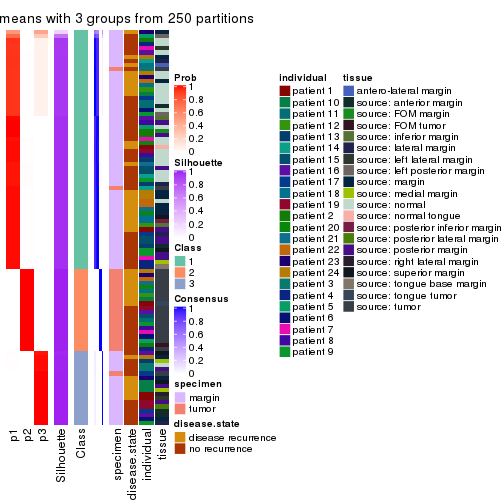 means with 3 groups from 250 partitions
Prob
1
0.8
0.6
0.4
0.2
0
Silhouette
1
0.8
0.6
0.4
0.2
0
Class
1
2
3
Consensus
1
0.8
0.6
0.4
0.2
0
specimen
margin
tumor
disease.state
disease recurrence
no recurrence
individual
patient 1
patient 10
patient 11
patient 12
patient 13
patient 14
patient 15
patient 16
patient 17
patient 18
patient 19
patient 2
patient 20
patient 21
patient 22
patient 23
patient 24
patient 3
patient 4
patient 5
patient 6
patient 7
patient 8
patient 9
tissue
antero-lateral margin
source: anterior margin
source: FOM margin
source: FOM tumor
source: inferior margin
source: lateral margin
source: left lateral margin
source: left posterior margin
source: margin
source: medial margin
source: normal
source: normal tongue
source: posterior inferior margin
source: posterior lateral margin
source: posterior margin
source: right lateral margin
source: superior margin
source: tongue base margin
source: tongue tumor
source: tumor
p1
p2
p3
Silhouette
Class
specimen
disease.state
individual
tissue